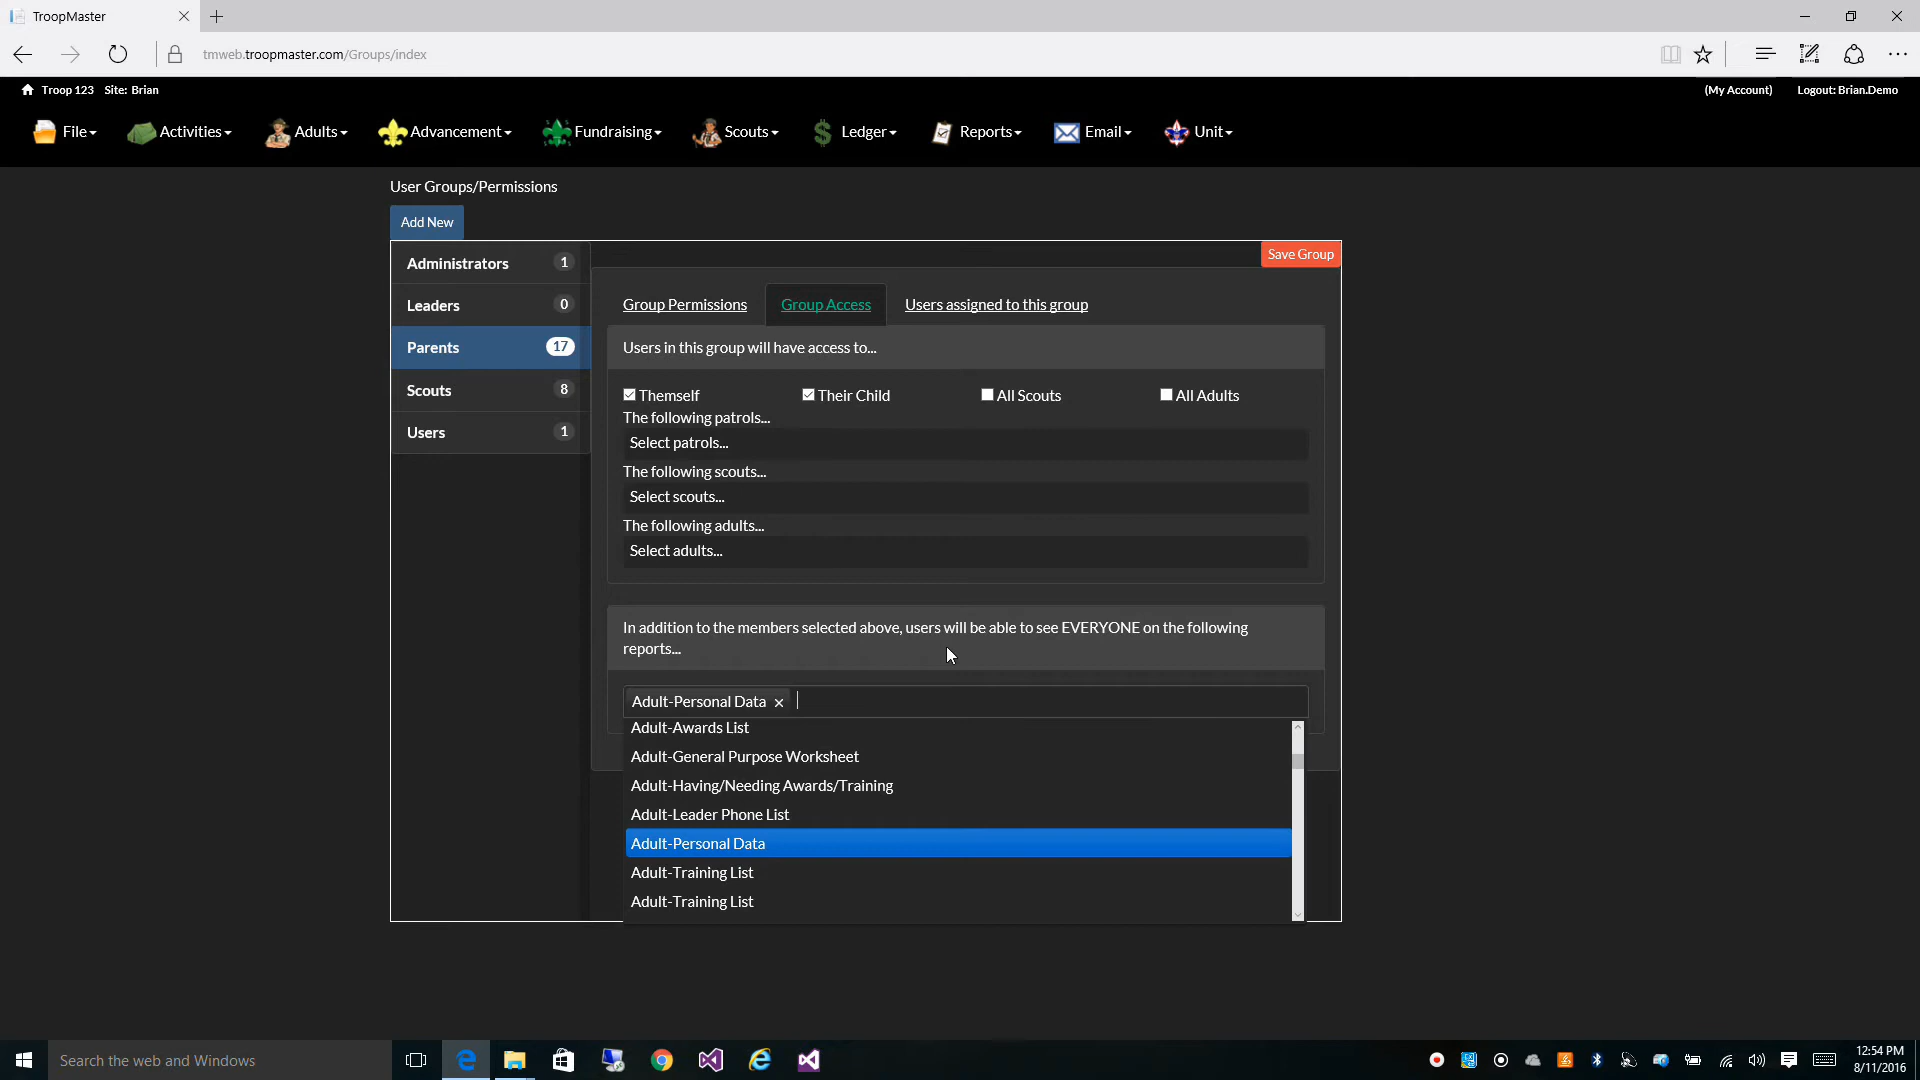 TroopMaster
tmweb.troopmaster.com/Groups/index
Troop 123 Site: Brian
(My Account) Logout: Brian.Demo
File Activities Adults Advancement Fundraising Scouts Ledger Reports Email Unit
User Groups/Permissions
Add New
Save Group
Administrators 1
Leaders 0
Parents 17
Scouts 8
Users 1
Group Permissions Group Access Users assigned to this group
Users in this group will have access to...
Themself Their Child All Scouts All Adults
The following patrols...
Select patrols...
The following scouts...
Select scouts...
The following adults...
Select adults...
In addition to the members selected above, users will be able to see EVERYONE on the following
reports...
Adult-Personal Data
Adult-Awards List
Adult-General Purpose Worksheet
Adult-Having/Needing Awards/Training
Adult-Leader Phone List
Adult-Personal Data
Adult-Training List
Adult-Training List
Search the web and Windows
12:54 PM
8/11/2016